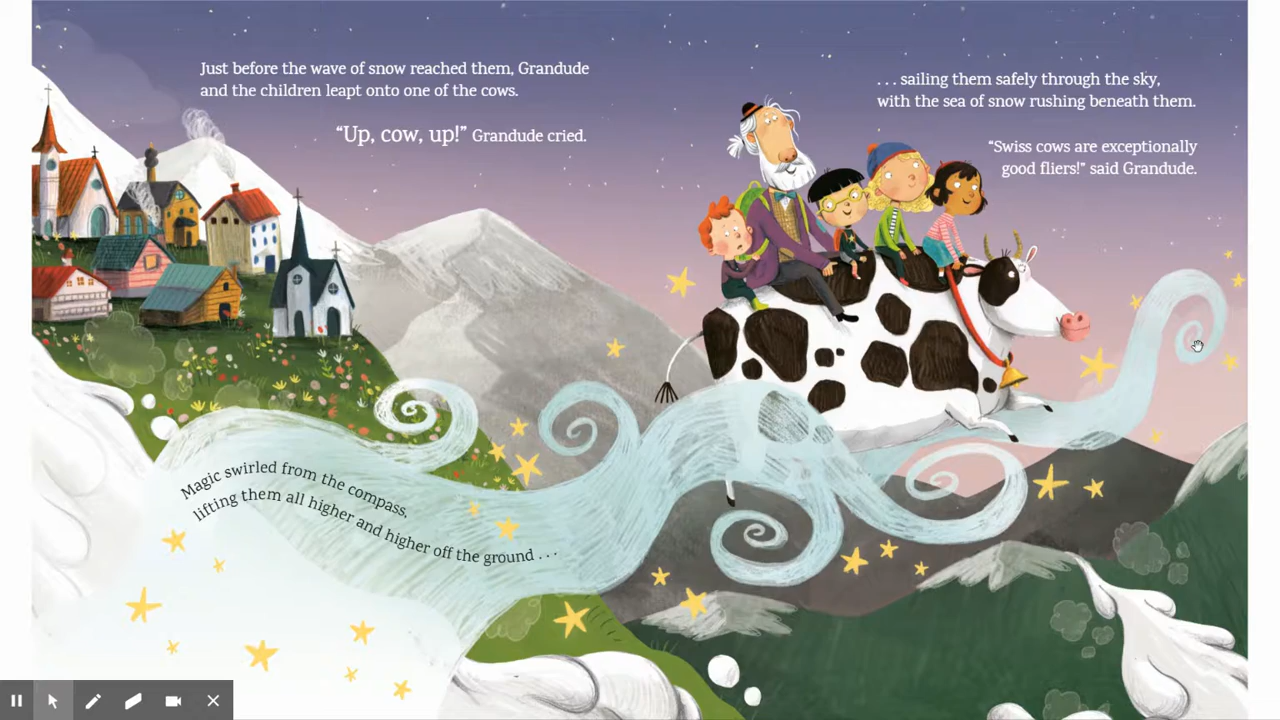 Just before the wave of snow reached them, Grandude
and the children leapt onto one of the cows.
“Up, cow, up!” Grandude cried.
Magic swirled from the compass,
lifting them all higher and higher off the ground . . .
. . . sailing them safely through the sky,
with the sea of snow rushing beneath them.
“Swiss cows are exceptionally
good fliers!” said Grandude.